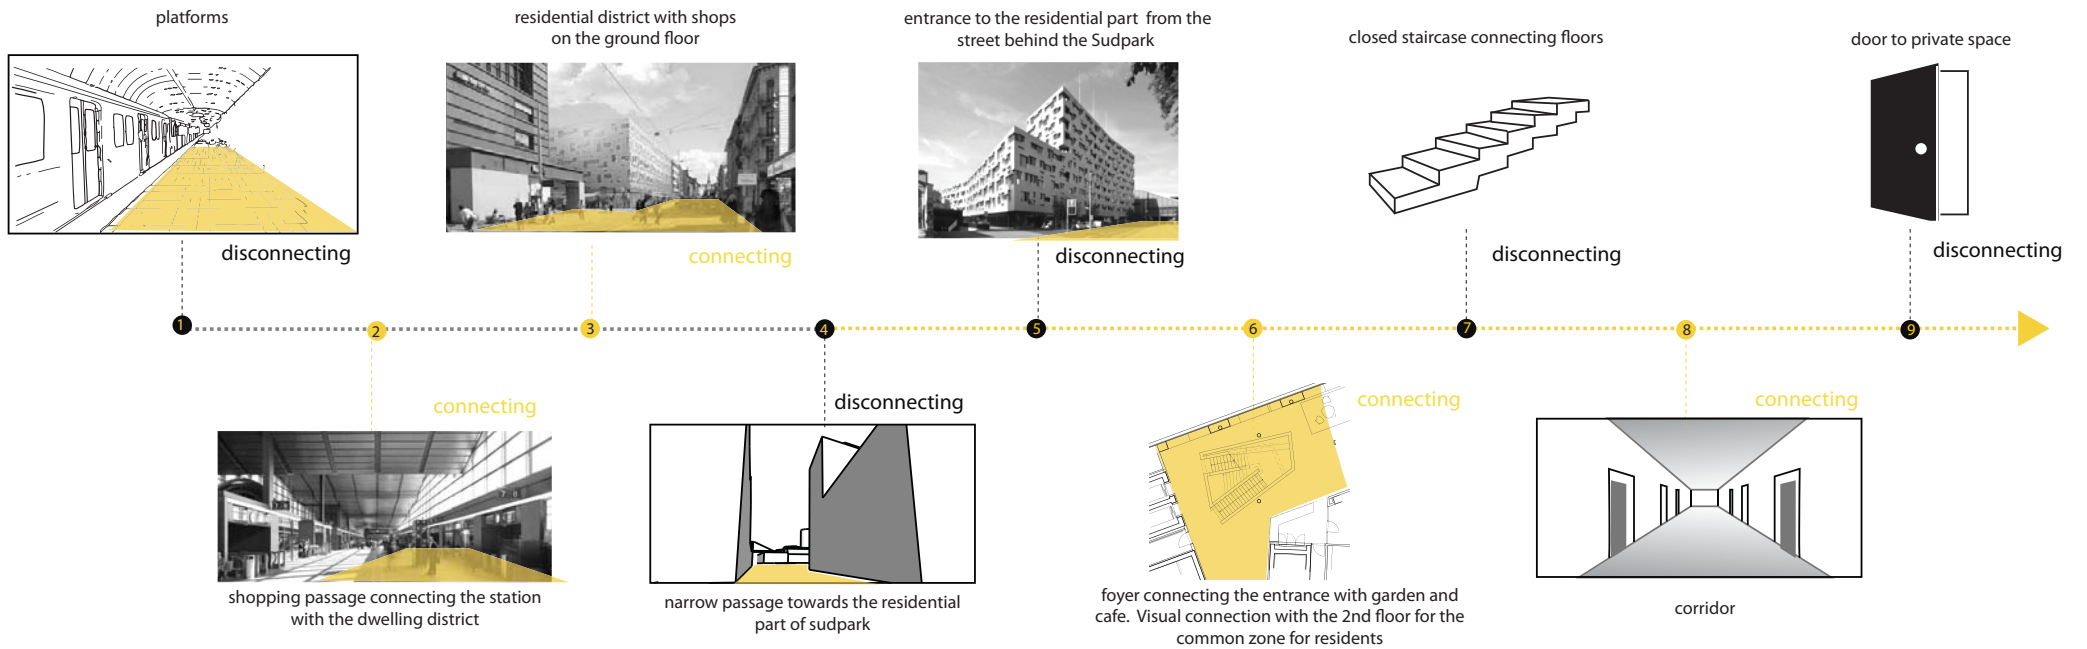 platforms
disconnecting
residential district with shops
on the ground floor
connecting
entrance to the residential part from the
street behind the Sudpark
disconnecting
closed staircase connecting floors
disconnecting
door to private space
disconnecting
1
2
3
4
5
6
7
8
9
connecting
shopping passage connecting the station
with the dwelling district
disconnecting
narrow passage towards the residential
part of sudpark
connecting
foyer connecting the entrance with garden and
cafe. Visual connection with the 2nd floor for the
common zone for residents
connecting
corridor